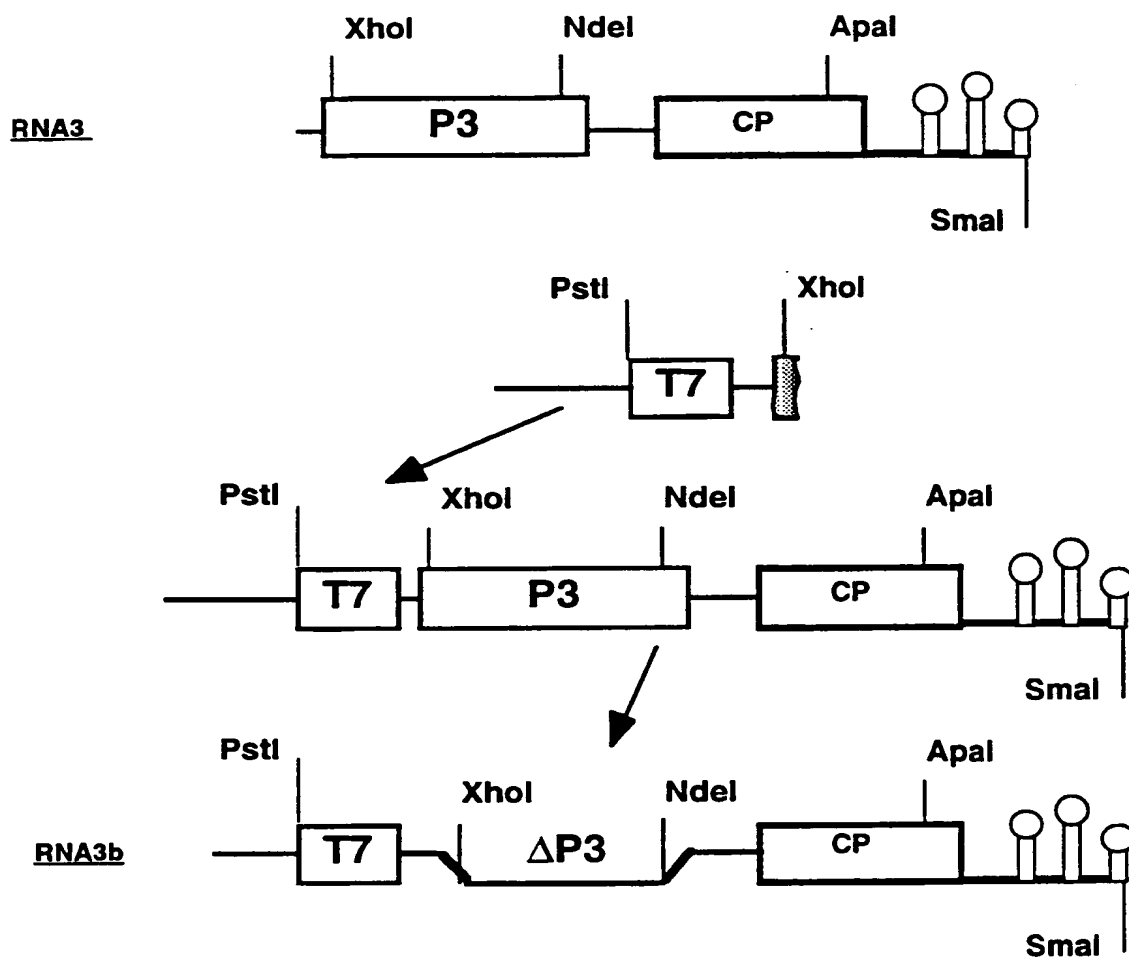 XhoI NdeI ApaI
RNA3 P3 CP
SmaI
PstI XhoI
T7
PstI XhoI NdeI ApaI
T7 P3 CP
SmaI
PstI XhoI NdeI ApaI
RNA3b T7 ΔP3 CP
SmaI